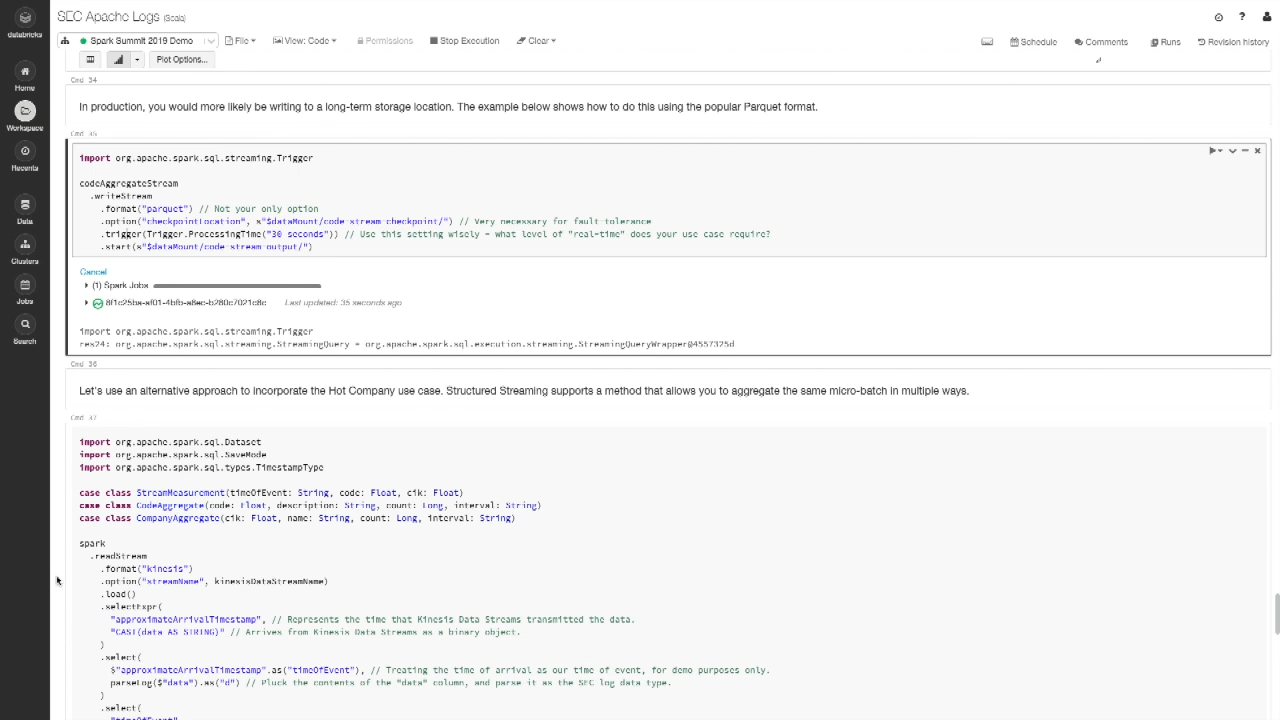 SEC Apache Logs (Scala)
databricks
Spark Summit 2019 Demo
File
View: Code
Permissions
Stop Execution
Clear
Schedule
Comments
Runs
Revision history
Plot Options...
Home
Workspace
Recents
Data
Clusters
Jobs
Search
Cmd 34
In production, you would more likely be writing to a long-term storage location. The example below shows how to do this using the popular Parquet format.
Cmd 35
import org.apache.spark.sql.streaming.Trigger
codeAggregateStream
.writeStream
.format("parquet") // Not your only option
.option("checkpointLocation", s"$dataMount/code-stream-checkpoint/") // Very necessary for fault-tolerance
.trigger(Trigger.ProcessingTime("30 seconds")) // Use this setting wisely - what level of "real-time" does your use case require?
.start(s"$dataMount/code-stream-output/")
Cancel
(1) Spark Jobs
Last updated: 35 seconds ago
import org.apache.spark.sql.streaming.Trigger
res24: org.apache.spark.sql.streaming.StreamingQuery = org.apache.spark.sql.execution.streaming.StreamingQueryWrapper@4557325d
Cmd 36
Let's use an alternative approach to incorporate the Hot Company use case. Structured Streaming supports a method that allows you to aggregate the same micro-batch in multiple ways.
Cmd 37
import org.apache.spark.sql.Dataset
import org.apache.spark.sql.SaveMode
import org.apache.spark.sql.types.TimestampType
case class StreamMeasurement(timeOfEvent: String, code: Float, cik: Float)
case class CodeAggregate(code: Float, description: String, count: Long, interval: String)
case class CompanyAggregate(cik: Float, name: String, count: Long, interval: String)
spark
.readStream
.format("kinesis")
.option("streamName", kinesisDataStreamName)
.load()
.selectExpr(
"approximateArrivalTimestamp", // Represents the time that Kinesis Data Streams transmitted the data.
"CAST(data AS STRING)" // Arrives from Kinesis Data Streams as a binary object.
)
.select(
$"approximateArrivalTimestamp".as("timeOfEvent"), // Treating the time of arrival as our time of event, for demo purposes only.
parseLog($"data").as("d") // Pluck the contents of the "data" column, and parse it as the SEC log data type.
)
.select(
"timeOfEvent"